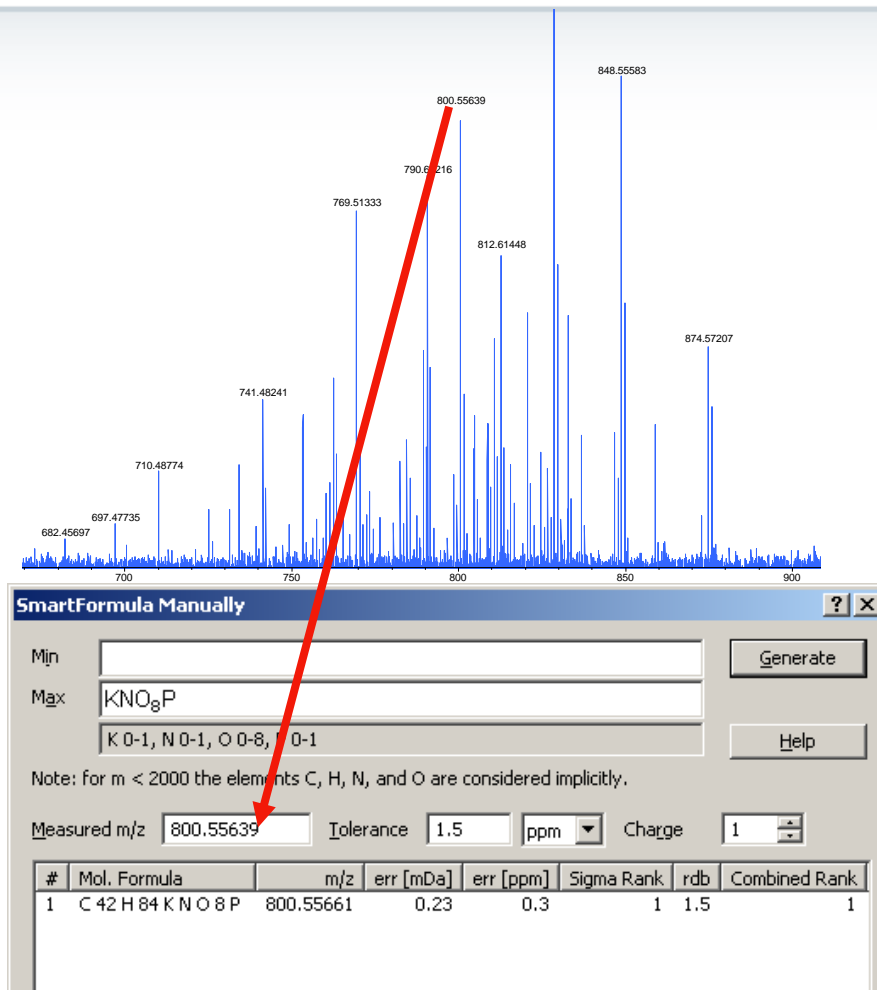 848.55583
800.55639
769.51333
812.61448
874.57207
741.48241
710.48774
697.47735
682.45697
700 750 800 850 900
SmartFormula Manually
Min
Generate
Max KNO₈P
K 0-1, N 0-1, O 0-8, 0-1
Help
Note: for m < 2000 the elements C, H, N, and O are considered implicitly.
Measured m/z 800.55639 Tolerance 1.5 ppm Charge 1
# Mol. Formula m/z err [mDa] err [ppm] Sigma Rank rdb Combined Rank
1 C 42 H 84 K N O 8 P 800.55661 0.23 0.3 1 1.5 1